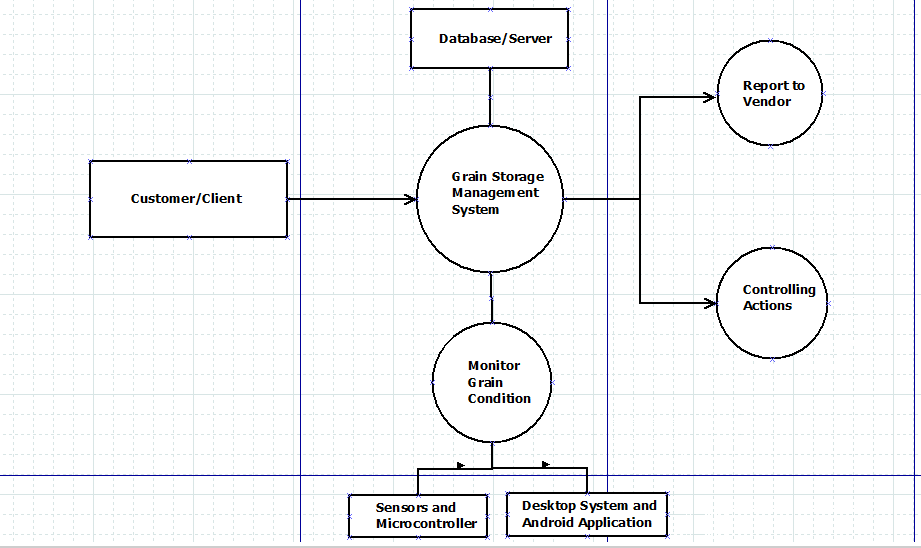 Database/Server
Report to
Vendor
Customer/Client
Grain Storage
Management
System
Controlling
Actions
Monitor
Grain
Condition
Sensors and
Microcontroller
Desktop System and
Android Application